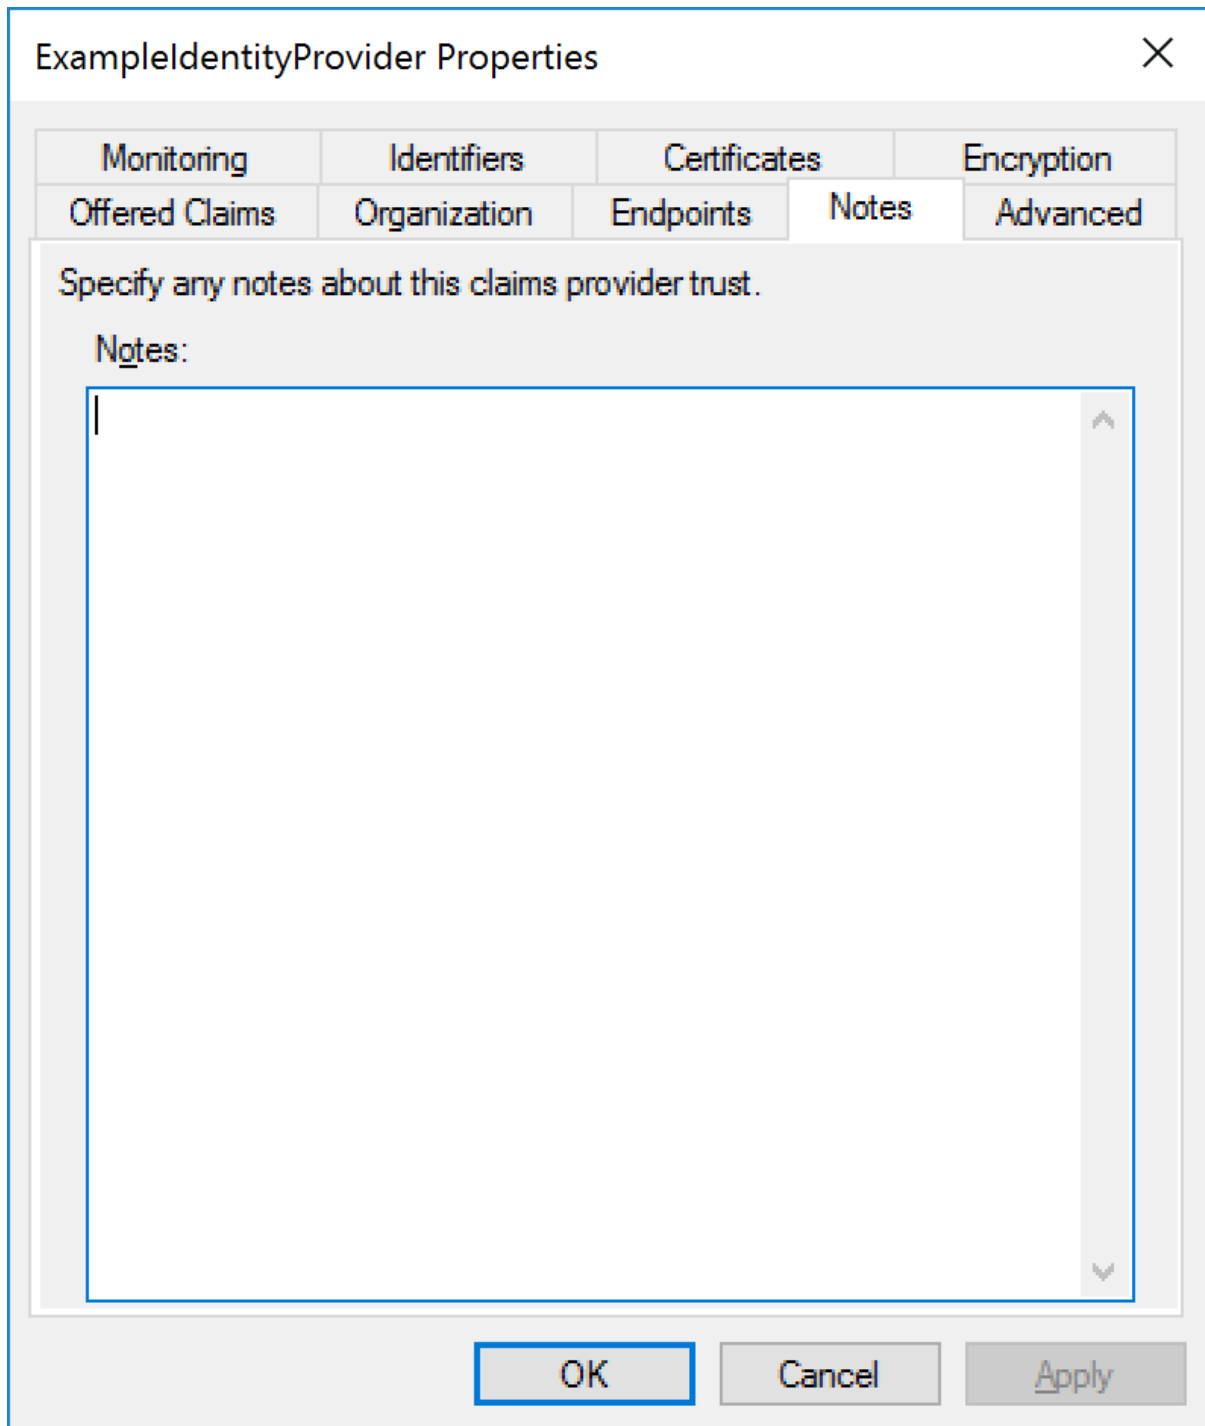 ExampleIdentityProvider Properties
Monitoring Identifiers Certificates Encryption
Offered Claims Organization Endpoints Notes Advanced
Specify any notes about this claims provider trust.
Notes:
OK Cancel Apply